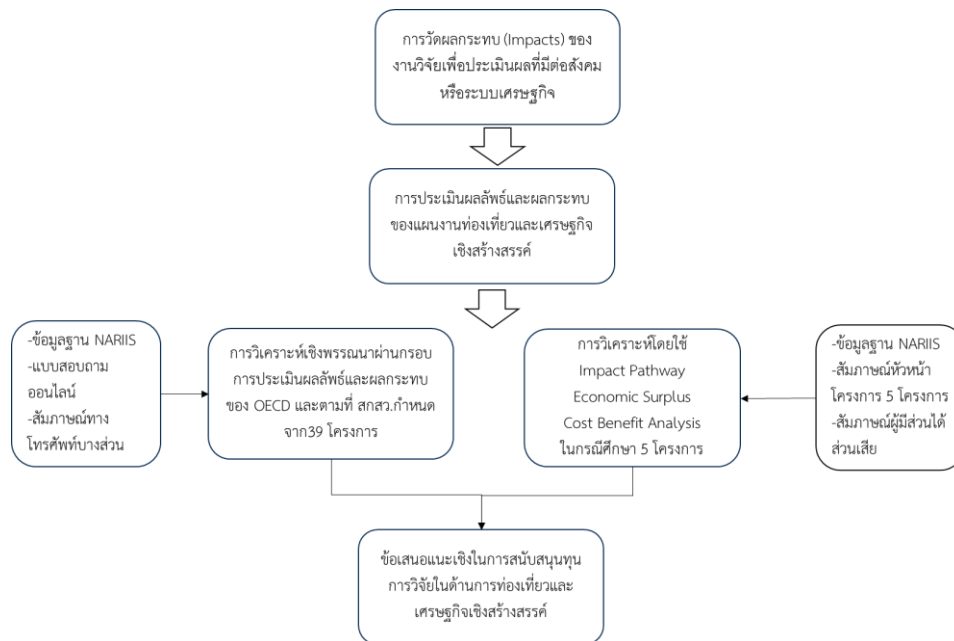 การวัดผลกระทบ (Impacts) ของ
งานวิจัยเพื่อประเมินผลที่มีต่อสังคม
หรือระบบเศรษฐกิจ
การประเมินผลลัพธ์และผลกระทบ
ของแผนงานท่องเที่ยวและเศรษฐกิจ
เชิงสร้างสรรค์
-ข้อมูลฐาน NARIIS
-แบบสอบถาม
ออนไลน์
-สัมภาษณ์ทาง
โทรศัพท์บางส่วน
การวิเคราะห์เชิงพรรณนาผ่านกรอบ
การประเมินผลลัพธ์และผลกระทบ
ของ OECD และตามที่ สกสว.กำหนด
จาก39 โครงการ
การวิเคราะห์โดยใช้
Impact Pathway
Economic Surplus
Cost Benefit Analysis
ในกรณีศึกษา 5 โครงการ
-ข้อมูลฐาน NARIIS
-สัมภาษณ์หัวหน้า
โครงการ 5 โครงการ
-สัมภาษณ์ผู้มีส่วนได้
ส่วนเสีย
ข้อเสนอแนะเชิงในการสนับสนุนทุน
การวิจัยในด้านการท่องเที่ยวและ
เศรษฐกิจเชิงสร้างสรรค์